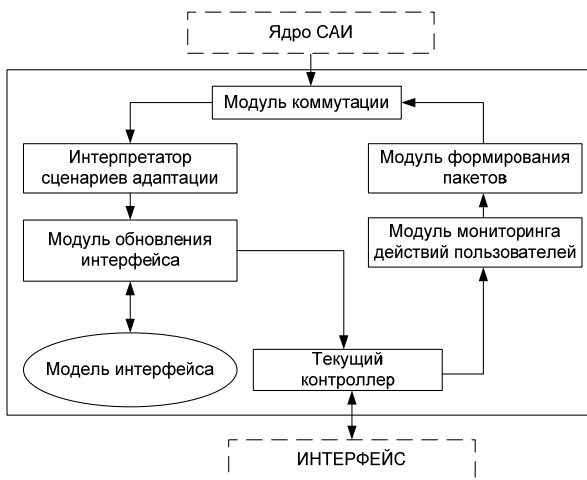 Ядро САИ
Модуль коммутации
Интерпретатор
сценариев адаптации
Модуль формирования
пакетов
Модуль обновления
интерфейса
Модуль мониторинга
действий пользователей
Модель интерфейса
Текущий
контроллер
ИНТЕРФЕЙС